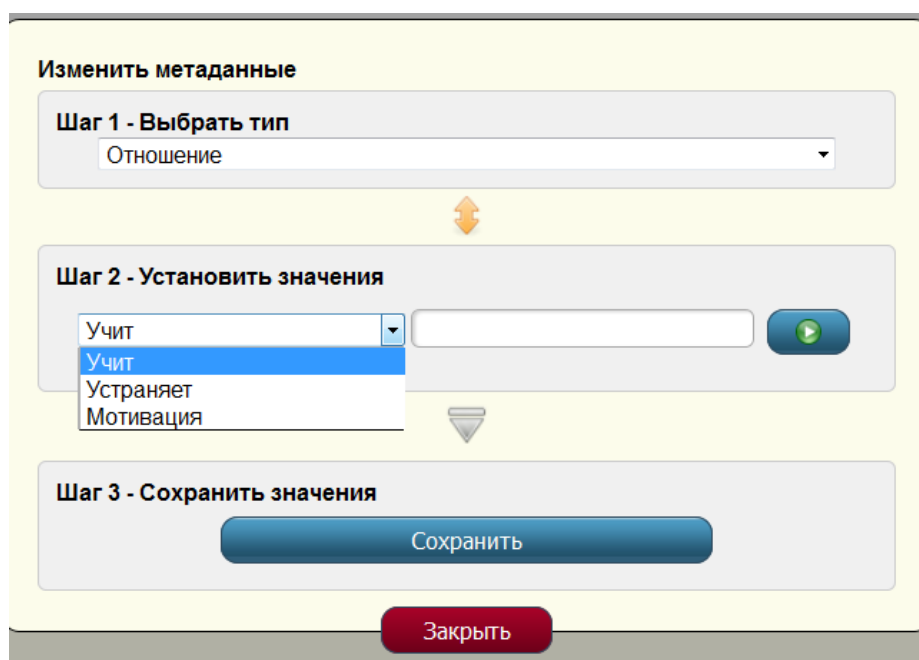 Изменить метаданные
Шаг 1 - Выбрать тип
Отношение
Шаг 2 - Установить значения
Учит
Учит
Устраняет
Мотивация
Шаг 3 - Сохранить значения
Сохранить
Закрыть